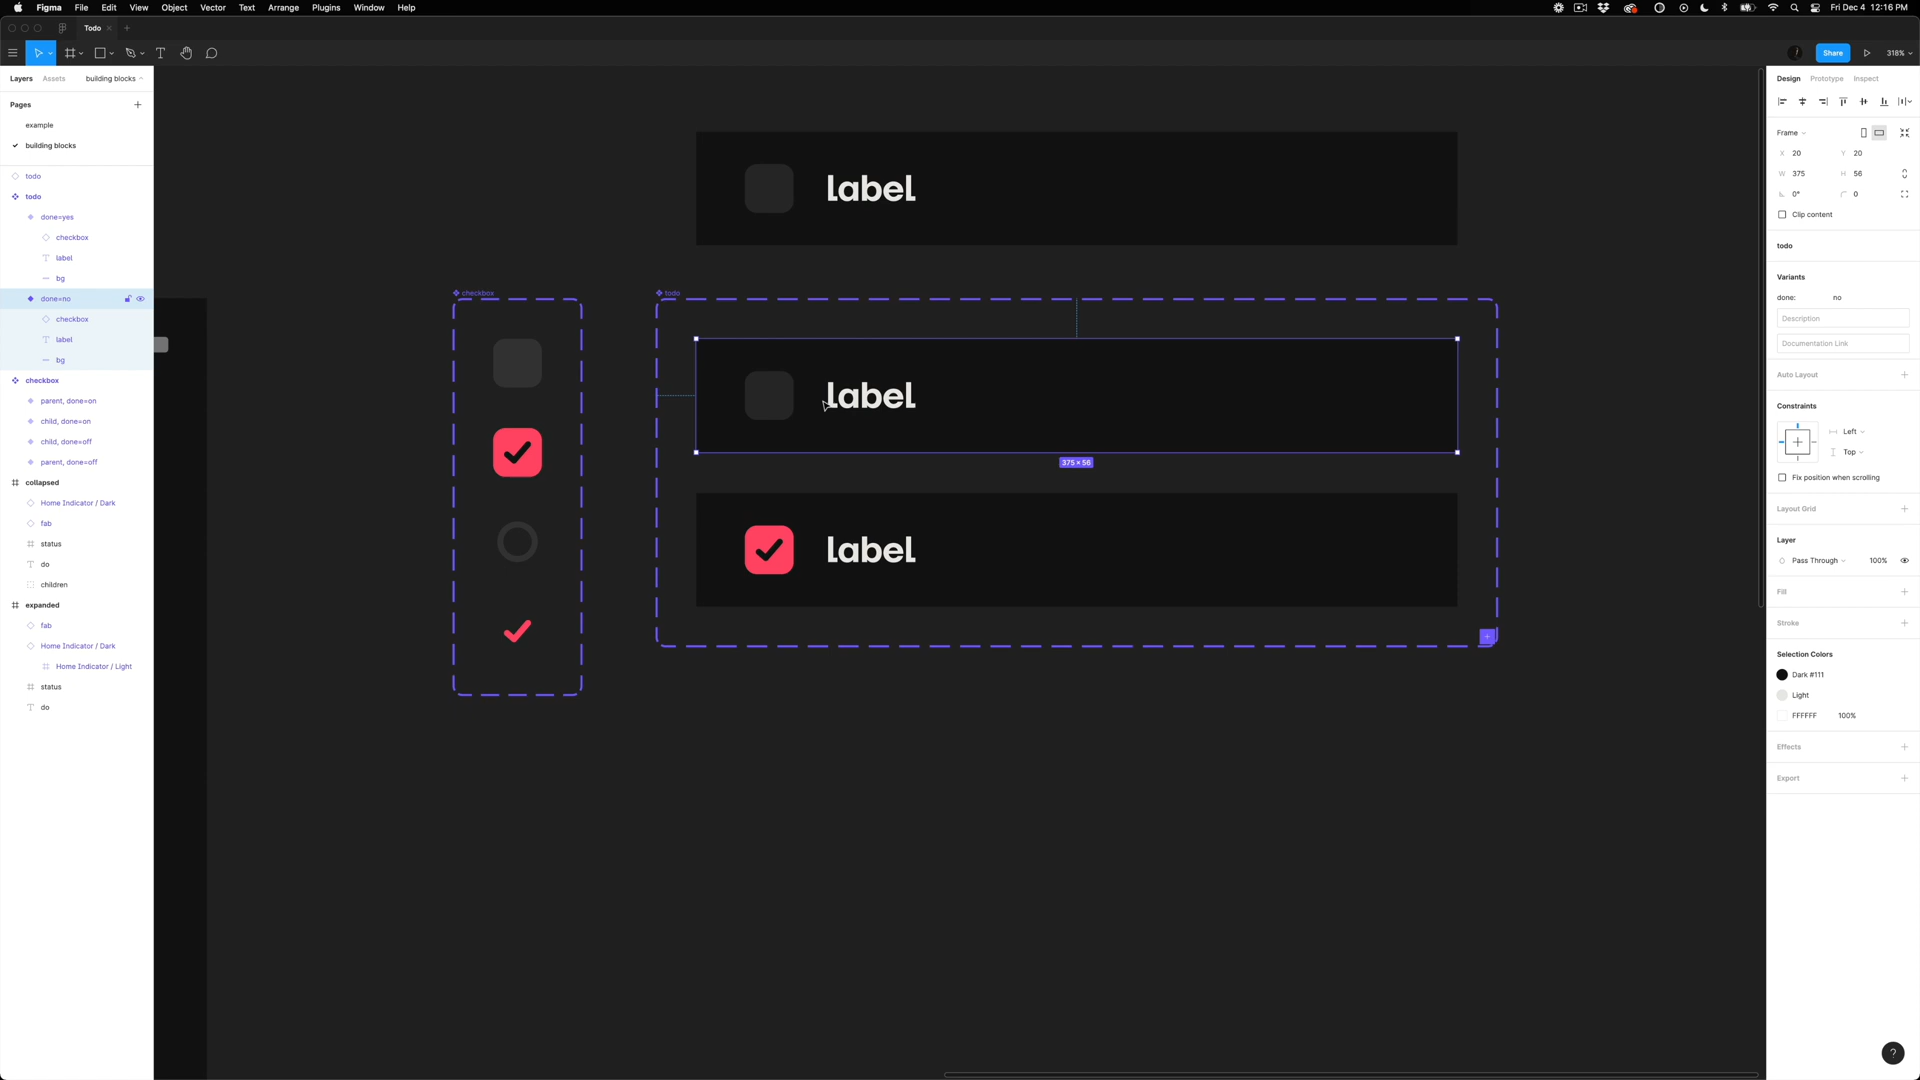 Figma File Edit View Object Vector Text Arrange Plugins Window Help
Fri Dec 4 12:16 PM
Todo
Share
318%
Layers Assets building blocks
Pages
example
building blocks
todo
todo
done=yes
checkbox
label
bg
done=no
checkbox
label
bg
checkbox
parent, done=on
child, done=on
child, done=off
parent, done=off
collapsed
Home Indicator / Dark
fab
status
do
children
expanded
fab
Home Indicator / Dark
Home Indicator / Light
status
do
label
checkbox
todo
label
375 × 56
label
Design Prototype Inspect
Frame
X 20 Y 20
W 375 H 56
0° 0
Clip content
todo
Variants
done: no
Description
Documentation Link
Auto Layout
Constraints
Left
Top
Fix position when scrolling
Layout Grid
Layer
Pass Through 100%
Fill
Stroke
Selection Colors
Dark #111
Light
FFFFFF 100%
Effects
Export
?